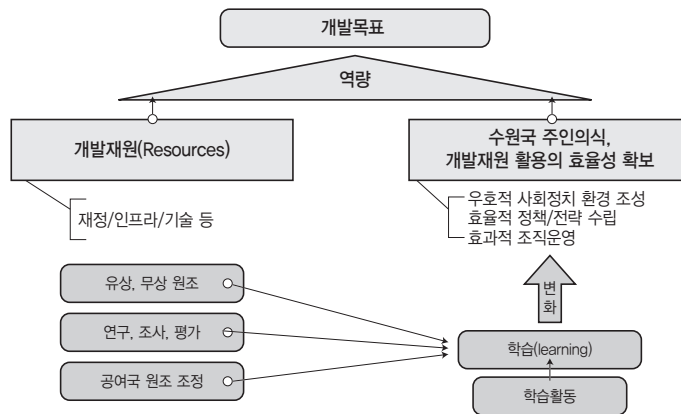 개발목표
역량
개발재원(Resources)
수원국 주인의식,
개발재원 활용의 효율성 확보
재정/인프라/기술 등
우호적 사회정치 환경 조성
효율적 정책/전략 수립
효과적 조직운영
변화
유상, 무상 원조
연구, 조사, 평가
공여국 원조 조정
학습(learning)
학습활동